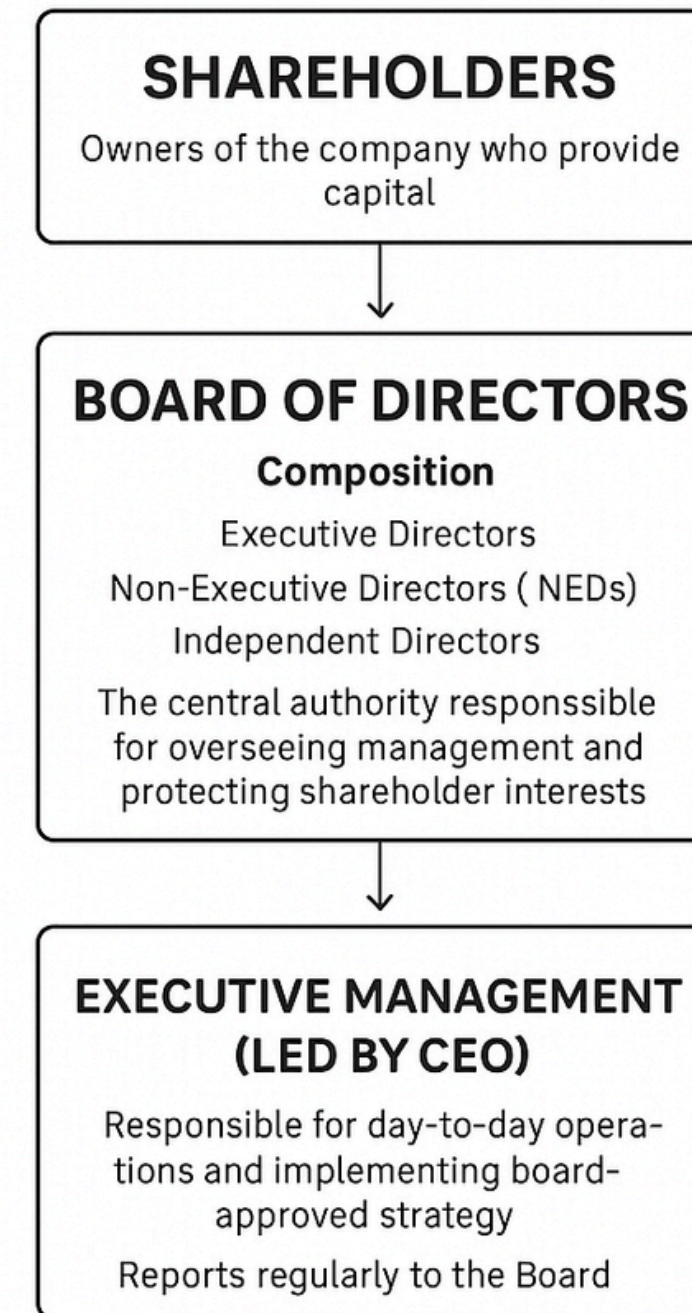 SHAREHOLDERS
Owners of the company who provide
capital
BOARD OF DIRECTORS
Composition
Executive Directors
Non-Executive Directors ( NEDs)
Independent Directors
The central authority responssible
for overseeing management and
protecting shareholder interests
EXECUTIVE MANAGEMENT
(LED BY CEO)
Responsible for day-to-day opera-
tions and implementing board-
approved strategy
Reports regularly to the Board